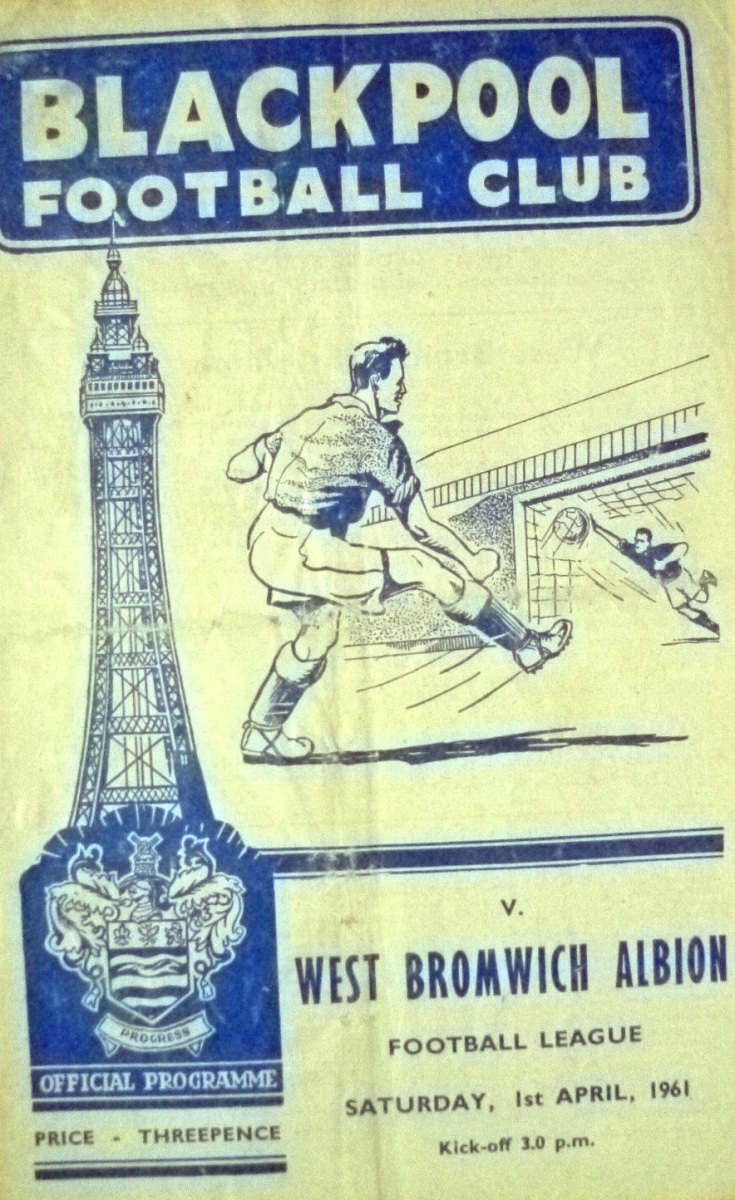 BLACKPOOL
FOOTBALL CLUB
V.
WEST BROMWICH ALBION
FOOTBALL LEAGUE
SATURDAY, 1st APRIL, 1961
Kick-off 3.0 p.m.
PROGRESS
OFFICIAL PROGRAMME
PRICE - THREEPENCE